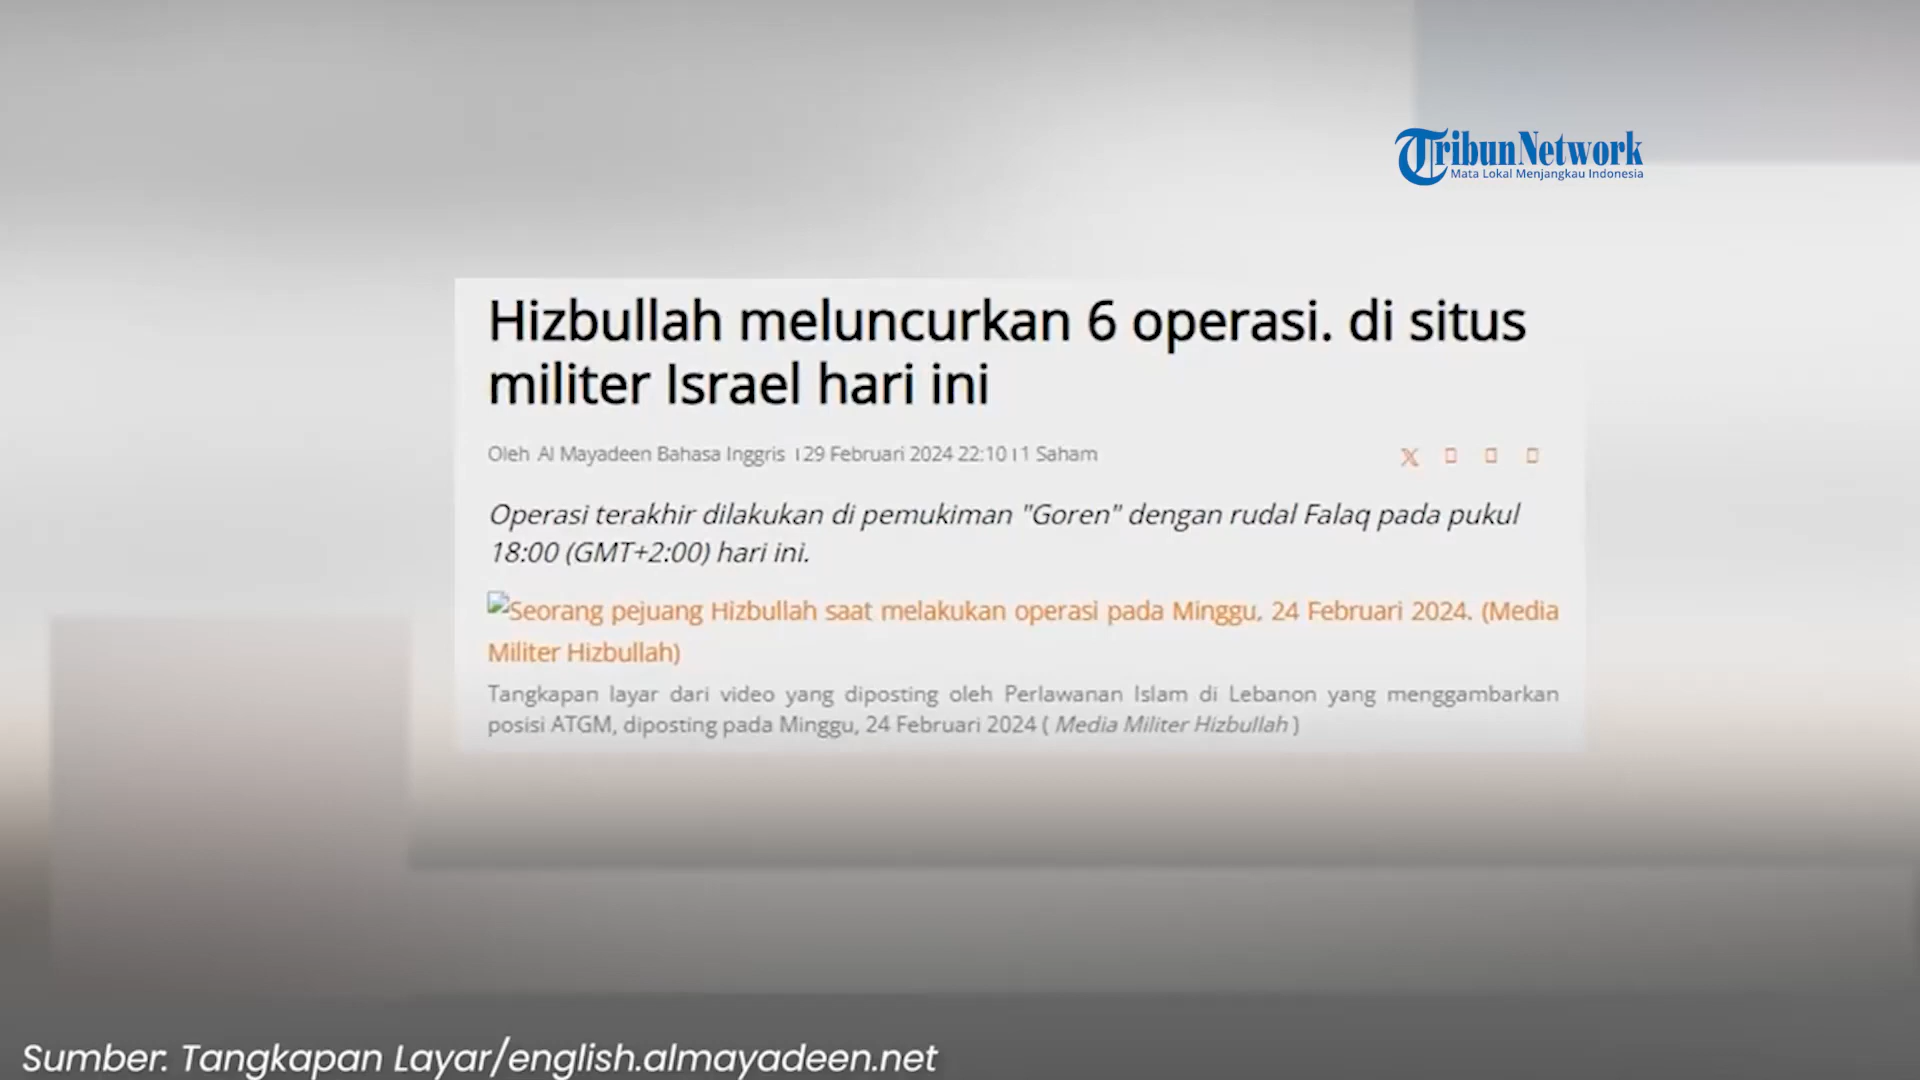 TribunNetwork
Mata Lokal Menjangkau Indonesia
Hizbullah meluncurkan 6 operasi. di situs
militer Israel hari ini
Oleh Al Mayadeen Bahasa Inggris | 29 Februari 2024 22:10 | 1 Saham
Operasi terakhir dilakukan di pemukiman "Goren" dengan rudal Falaq pada pukul
18:00 (GMT+2:00) hari ini.
Seorang pejuang Hizbullah saat melakukan operasi pada Minggu, 24 Februari 2024. (Media
Militer Hizbullah)
Tangkapan layar dari video yang diposting oleh Perlawanan Islam di Lebanon yang menggambarkan
posisi ATGM, diposting pada Minggu, 24 Februari 2024 ( Media Militer Hizbullah )
Sumber: Tangkapan Layar/english.almayadeen.net